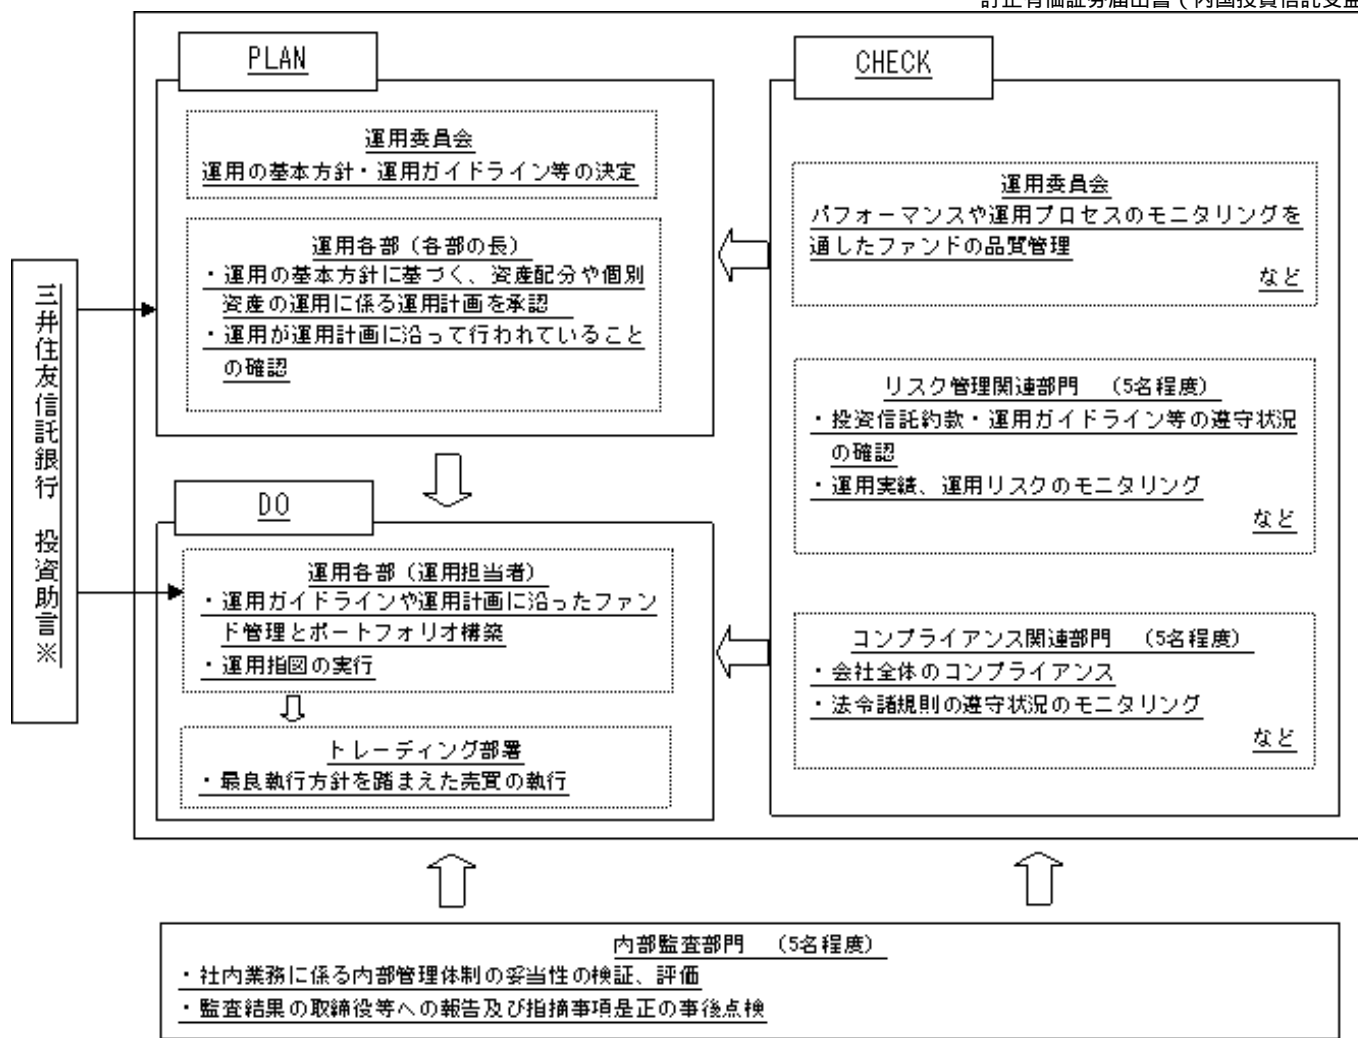 訂正有価証券届出書（内国投資信託受益
PLAN
運用委員会
運用の基本方針・運用ガイドライン等の決定
運用各部（各部の長）
・運用の基本方針に基づく、資産配分や個別
資産の運用に係る運用計画を承認
・運用が運用計画に沿って行われていること
の確認
三井住友信託銀行　投資助言※
DO
運用各部（運用担当者）
・運用ガイドラインや運用計画に沿ったファン
ド管理とポートフォリオ構築
・運用指図の実行
トレーディング部署
・最良執行方針を踏まえた売買の執行
CHECK
運用委員会
パフォーマンスや運用プロセスのモニタリングを
通したファンドの品質管理
など
リスク管理関連部門　（5名程度）
・投資信託約款・運用ガイドライン等の遵守状況
の確認
・運用実績、運用リスクのモニタリング
など
コンプライアンス関連部門　（5名程度）
・会社全体のコンプライアンス
・法令諸規則の遵守状況のモニタリング
など
内部監査部門　（5名程度）
・社内業務に係る内部管理体制の妥当性の検証、評価
・監査結果の取締役等への報告及び指摘事項是正の事後点検